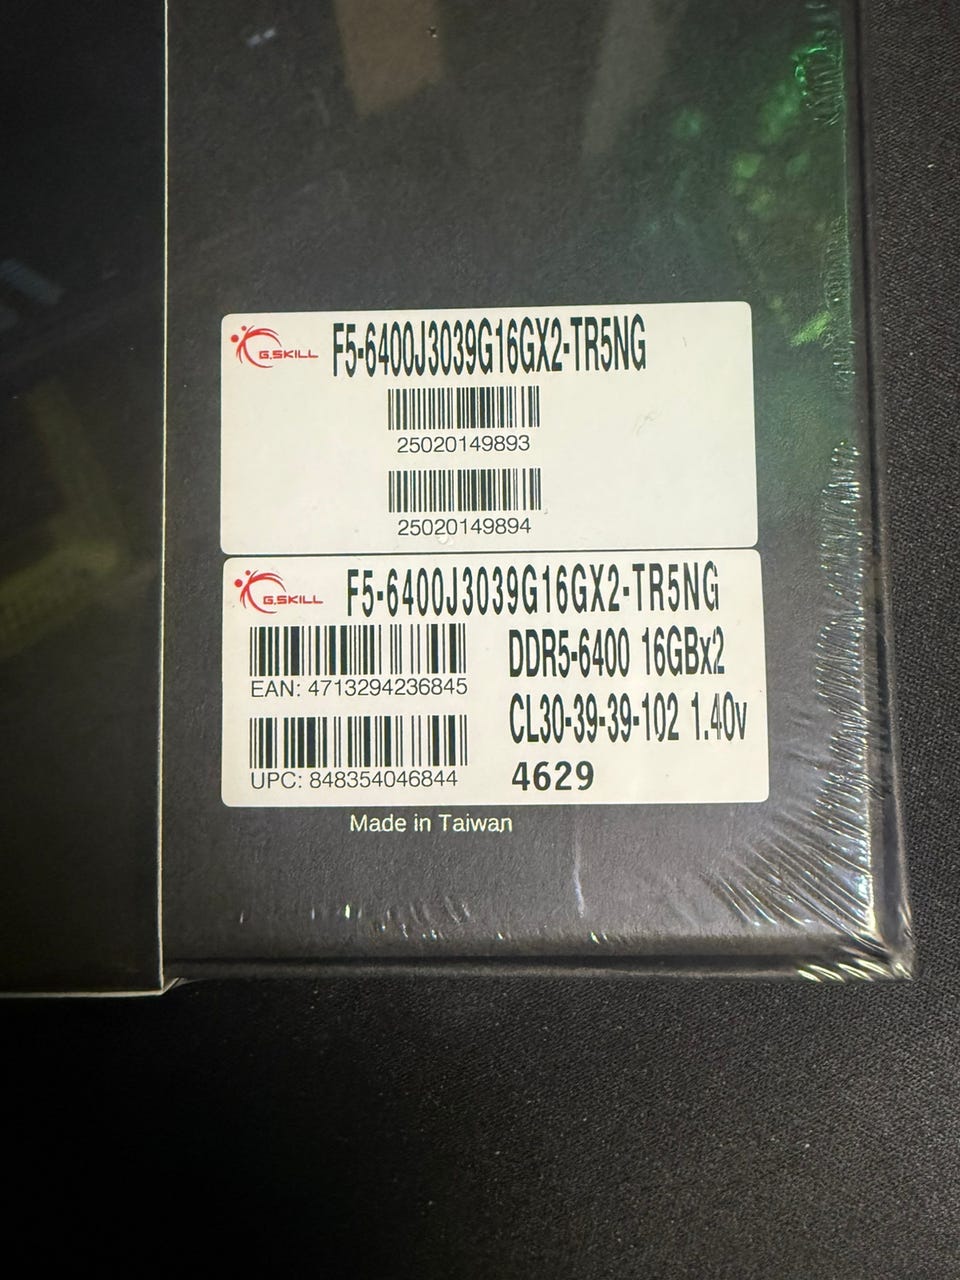 G.SKILL F5-6400J3039G16GX2-TR5NG
25020149893
25020149894
G.SKILL F5-6400J3039G16GX2-TR5NG
DDR5-6400 16GBx2
EAN: 4713294236845
CL30-39-39-102 1.40v
UPC: 848354046844
4629
Made in Taiwan